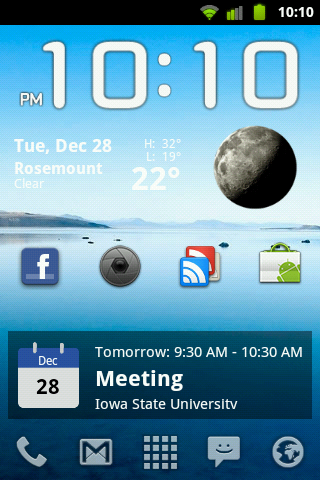 10:10
PM 10:10
Tue, Dec 28
H: 32°
L: 19°
Rosemount
Clear
22°
f
Dec
28
Tomorrow: 9:30 AM - 10:30 AM
Meeting
Iowa State University